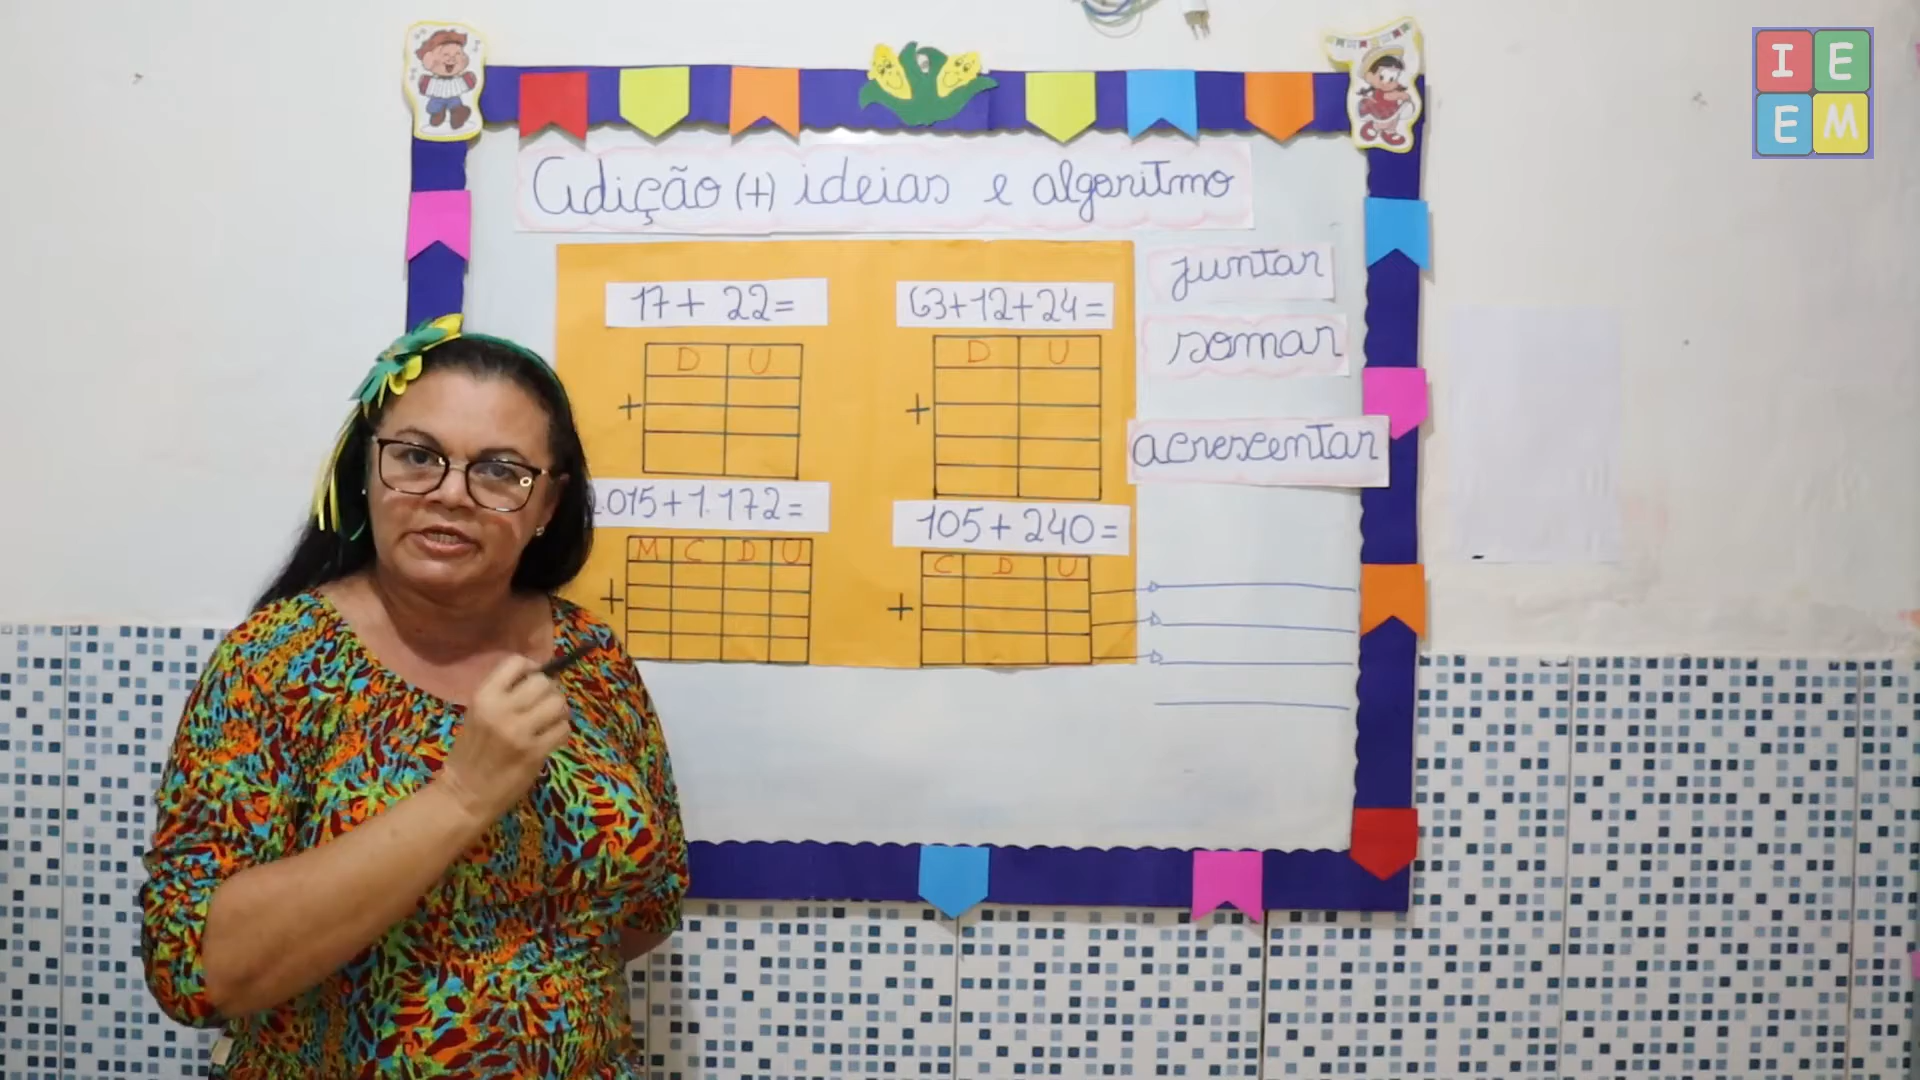 Adição (+) ideias e algoritmo
juntar
somar
acrescentar
17 + 22 =
D U
+
63+12+24=
D U
+
.015+1.172=
M C D U
+
105 + 240 =
C D U
+
I E
E M